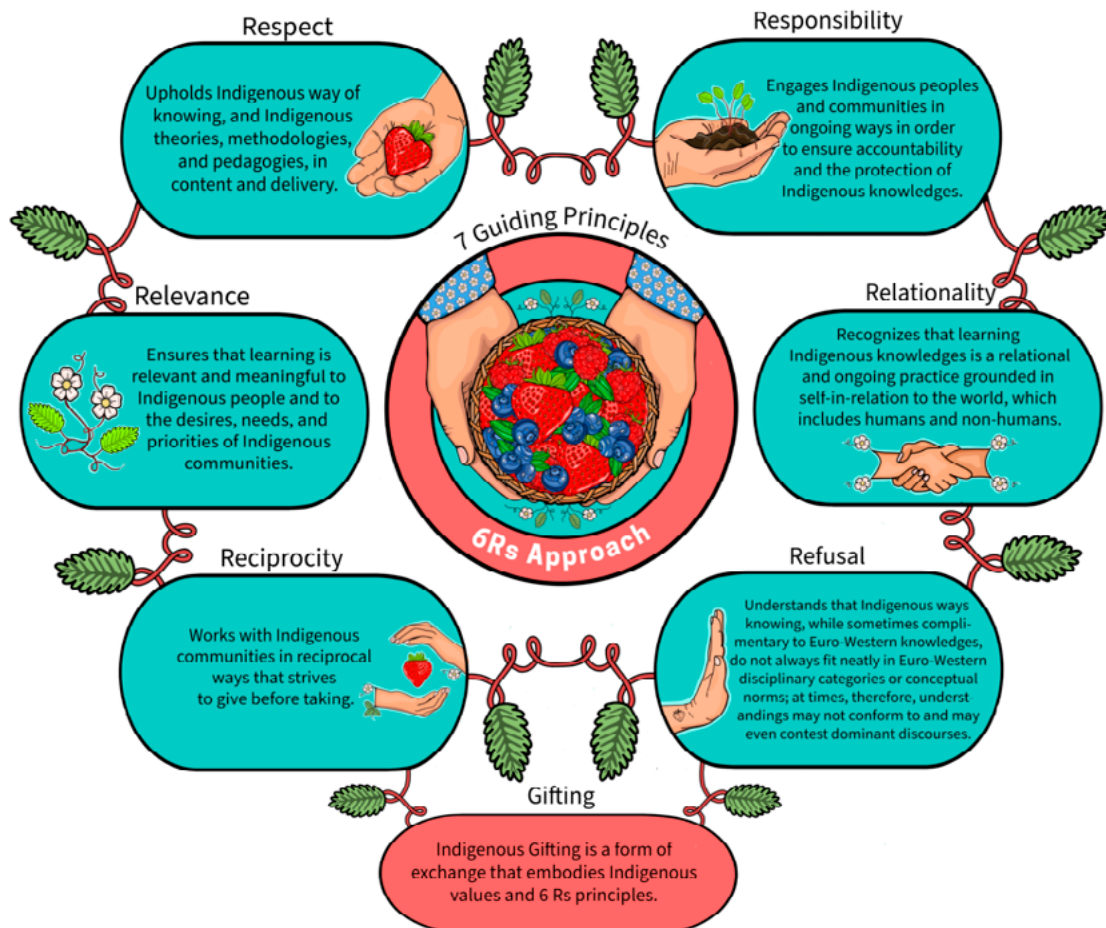 Respect
Upholds Indigenous way of
knowing, and Indigenous
theories, methodologies,
and pedagogies, in
content and delivery.
Responsibility
Engages Indigenous peoples
and communities in
ongoing ways in order
to ensure accountability
and the protection of
Indigenous knowledges.
7 Guiding Principles
6Rs Approach
Relevance
Ensures that learning is
relevant and meaningful to
Indigenous people and to
the desires, needs, and
priorities of Indigenous
communities.
Relationality
Recognizes that learning
Indigenous knowledges is a relational
and ongoing practice grounded in
self-in-relation to the world, which
includes humans and non-humans.
Reciprocity
Works with Indigenous
communities in reciprocal
ways that strives
to give before taking.
Refusal
Understands that Indigenous ways
knowing, while sometimes compli-
mentary to Euro-Western knowledges,
do not always fit neatly in Euro-Western
disciplinary categories or conceptual
norms; at times, therefore, underst-
andings may not conform to and may
even contest dominant discourses.
Gifting
Indigenous Gifting is a form of
exchange that embodies Indigenous
values and 6 Rs principles.